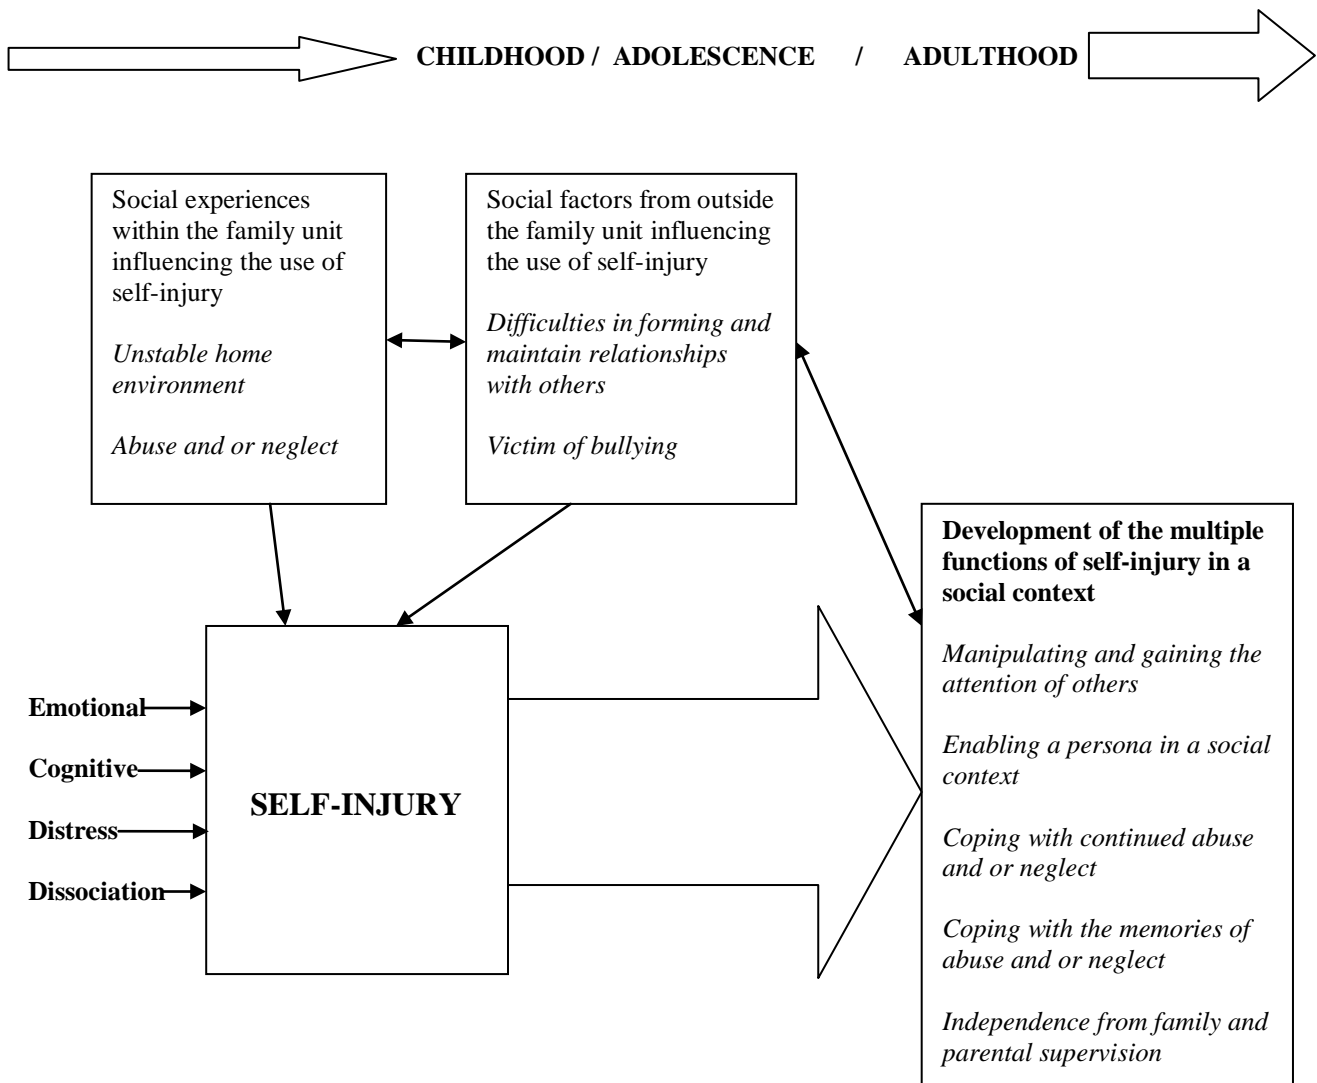 CHILDHOOD / ADOLESCENCE / ADULTHOOD
Social experiences
within the family unit
influencing the use of
self-injury
Unstable home
environment
Abuse and or neglect
Social factors from outside
the family unit influencing
the use of self-injury
Difficulties in forming and
maintain relationships
with others
Victim of bullying
Emotional
Cognitive
Distress
Dissociation
SELF-INJURY
Development of the multiple
functions of self-injury in a
social context
Manipulating and gaining the
attention of others
Enabling a persona in a social
context
Coping with continued abuse
and or neglect
Coping with the memories of
abuse and or neglect
Independence from family and
parental supervision